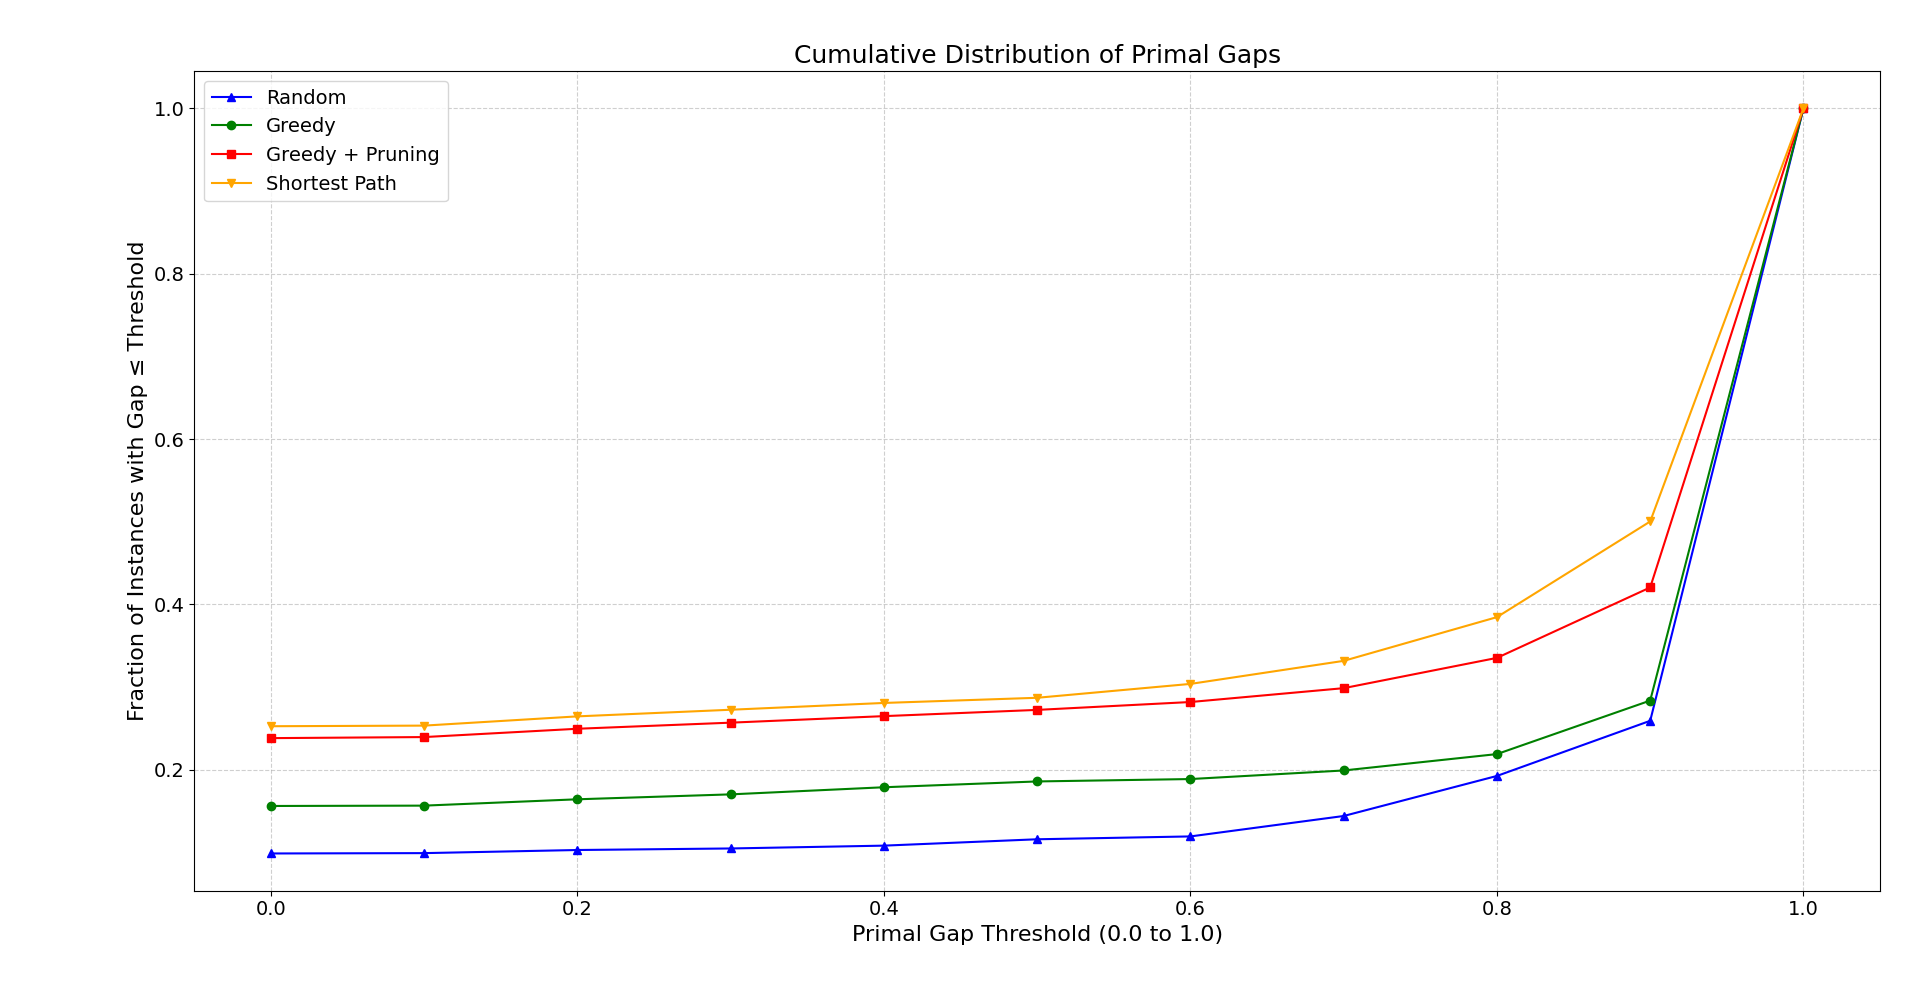 Cumulative Distribution of Primal Gaps
Random
Greedy
Greedy + Pruning
Shortest Path
Fraction of Instances with Gap ≤ Threshold
1.0
0.8
0.6
0.4
0.2
0.0 0.2 0.4 0.6 0.8 1.0
Primal Gap Threshold (0.0 to 1.0)